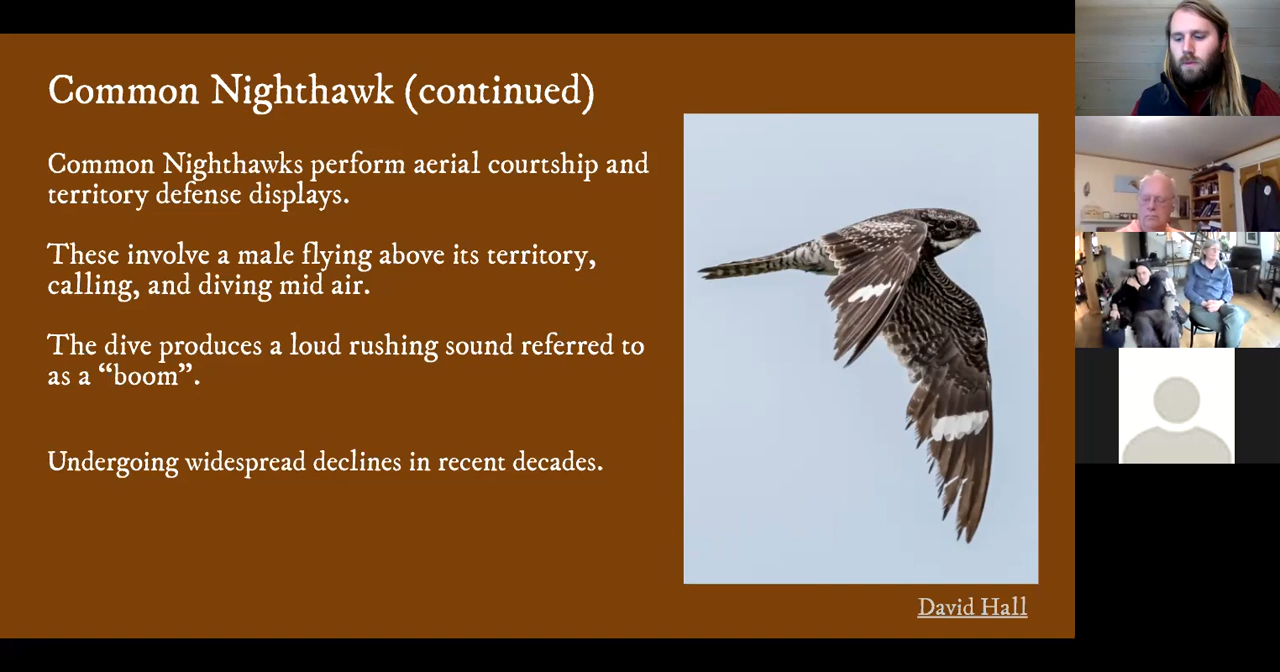 Common Nighthawk (continued)
Common Nighthawks perform aerial courtship and
territory defense displays.
These involve a male flying above its territory,
calling, and diving mid air.
The dive produces a loud rushing sound referred to
as a “boom”.
Undergoing widespread declines in recent decades.
David Hall